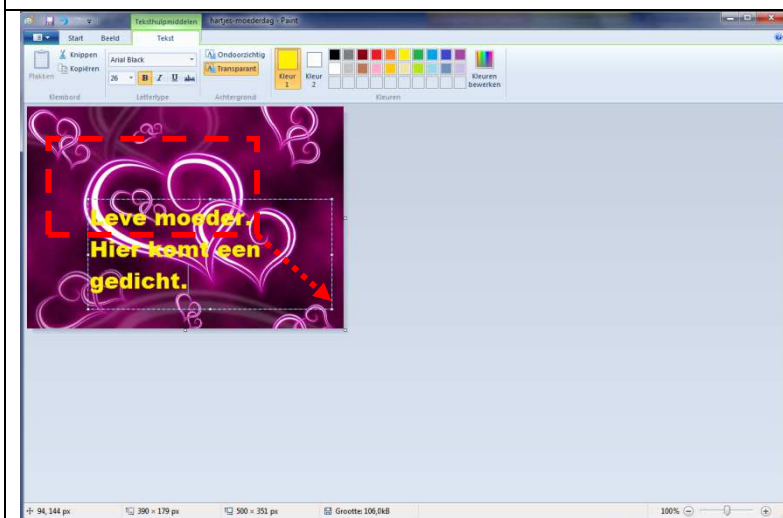 Teksthulpmiddelen hartjes-moederdag - Paint
Start Beeld Tekst
Plakken Knippen Kopiëren
Arial Black
26 B I U abc
Ondoorzichtig
Transparant
Kleur 1 Kleur 2
Kleuren bewerken
Klembord Lettertype Achtergrond Kleuren
Leve moeder.
Hier komt een
gedicht.
94, 144 px 390 × 179 px 500 × 351 px Grootte: 106,0kB 100%